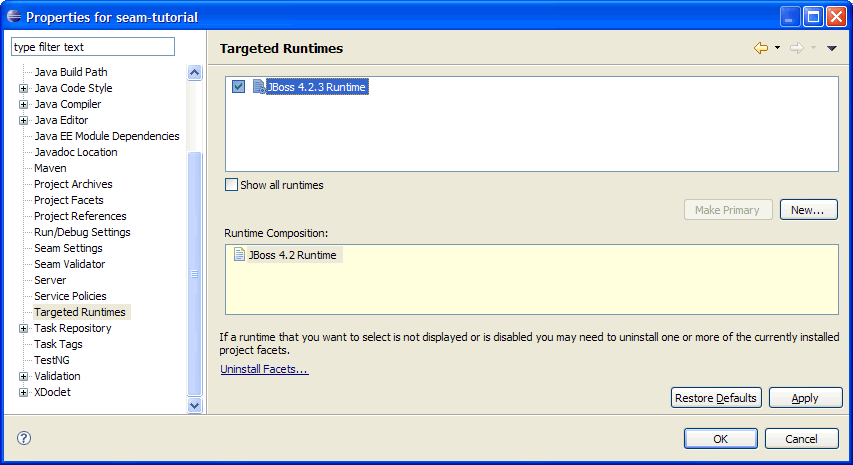 Properties for seam-tutorial
type filter text
Java Build Path
Java Code Style
Java Compiler
Java Editor
Java EE Module Dependencies
Javadoc Location
Maven
Project Archives
Project Facets
Project References
Run/Debug Settings
Seam Settings
Seam Validator
Server
Service Policies
Targeted Runtimes
Task Repository
Task Tags
TestNG
Validation
XDoclet
Targeted Runtimes
JBoss 4.2.3 Runtime
Show all runtimes
Make Primary
New...
Runtime Composition:
JBoss 4.2 Runtime
If a runtime that you want to select is not displayed or is disabled you may need to uninstall one or more of the currently installed
project facets.
Uninstall Facets...
Restore Defaults
Apply
OK
Cancel